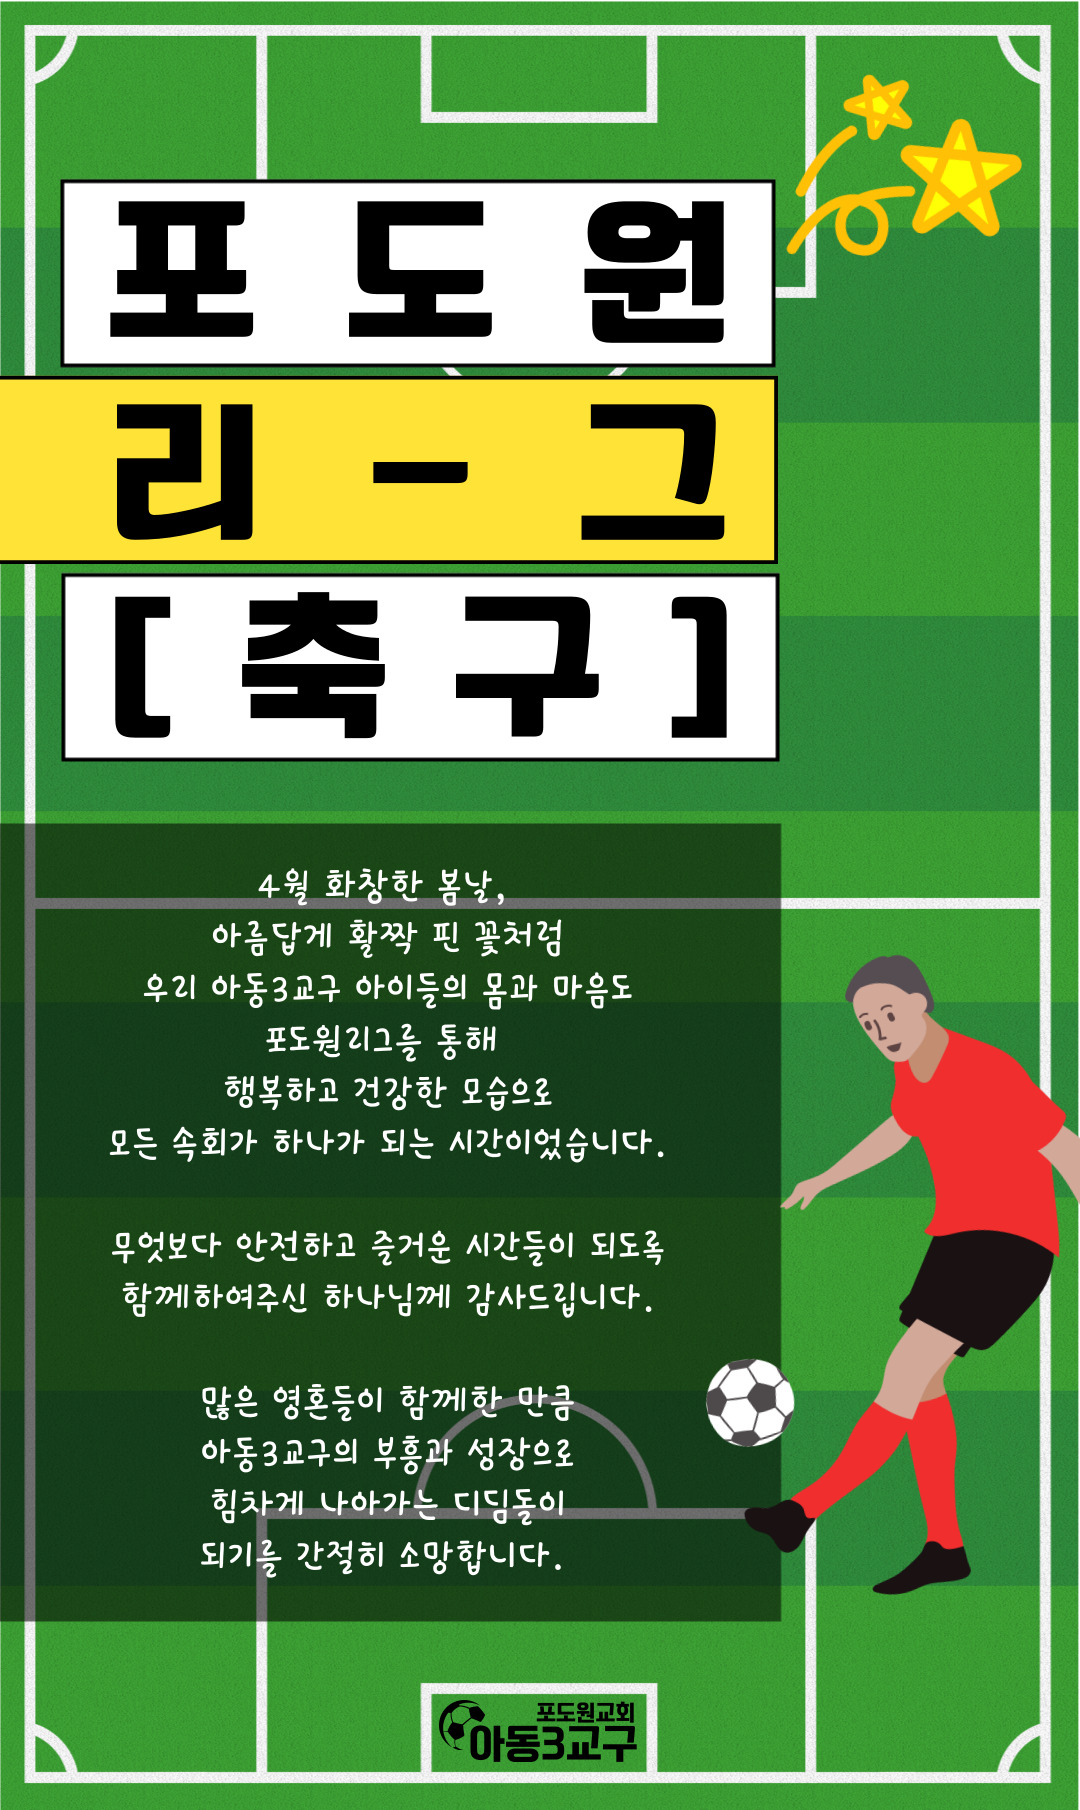 포도원
리-그
[축구]
4월 화창한 봄날,
아름답게 활짝 핀 꽃처럼
우리 아동3교구 아이들의 몸과 마음도
포도원리그를 통해
행복하고 건강한 모습으로
모든 속회가 하나가 되는 시간이었습니다.
무엇보다 안전하고 즐거운 시간들이 되도록
함께하여주신 하나님께 감사드립니다.
많은 영혼들이 함께한 만큼
아동3교구의 부흥과 성장으로
힘차게 나아가는 디딤돌이
되기를 간절히 소망합니다.
포도원교회
아동3교구